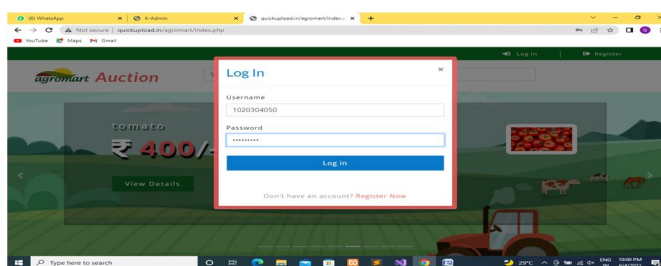 (6) WhatsApp
K-Admin
quickupload.in/agromart/index.p
Not secure | quickupload.in/agromart/index.php
YouTube Maps Gmail
Log In Register
agromart Auction
Log In
Username
1020304050
Password
•••••••••
Log in
Don't have an account? Register Now
tomato
₹ 400/-
View Details
Type here to search
29°C
ENG
10:00 PM